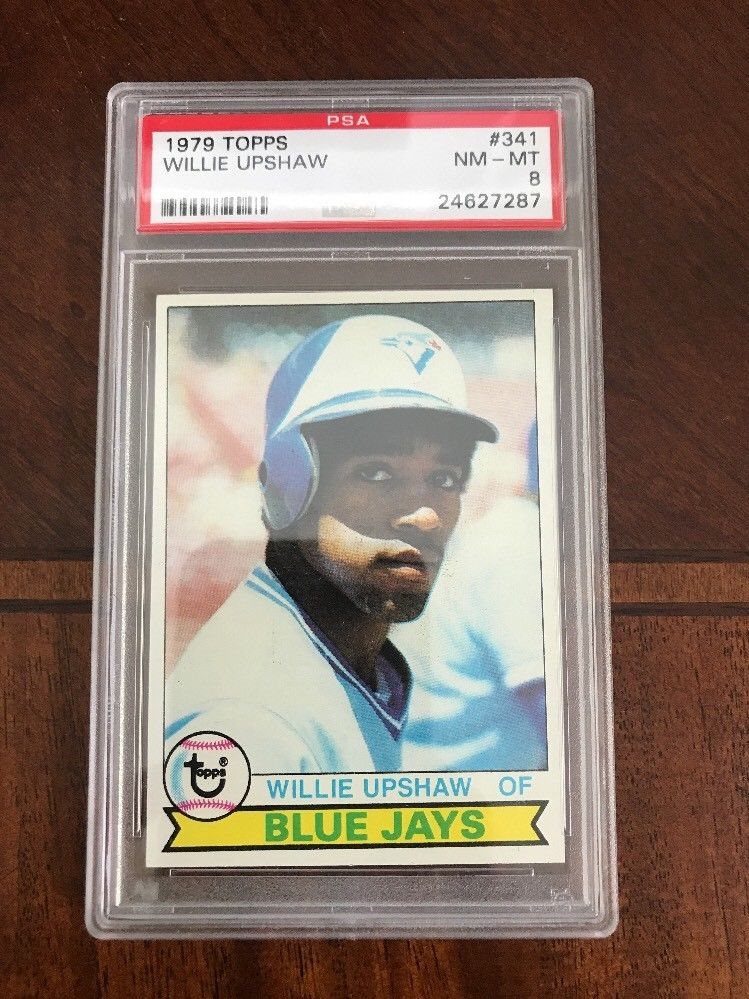 PSA
1979 TOPPS #341
WILLIE UPSHAW NM - MT
8
24627287
topps®
WILLIE UPSHAW OF
BLUE JAYS